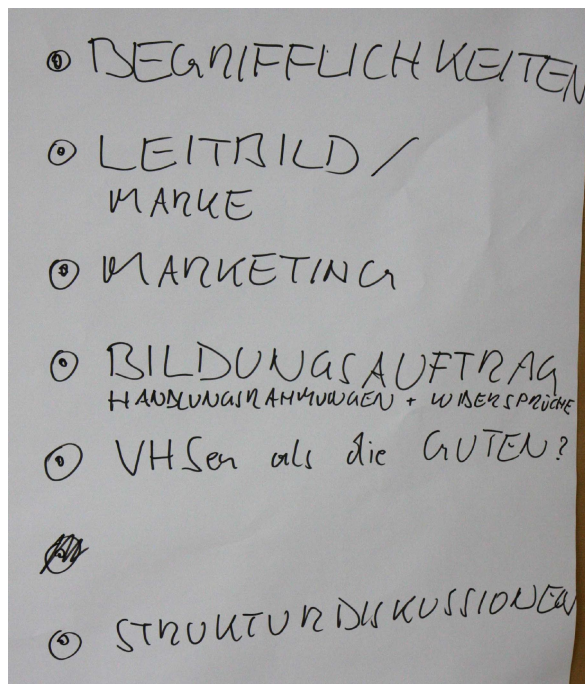 BEGRIFFLICHKEITEN
LEITBILD/
MARKE
MARKETING
BILDUNGSAUFTRAG
HANDLUNGSRAHMUNGEN + WIDERSPRÜCHE
VHSen als die GUTEN?
STRUKTURDISKUSSIONEN